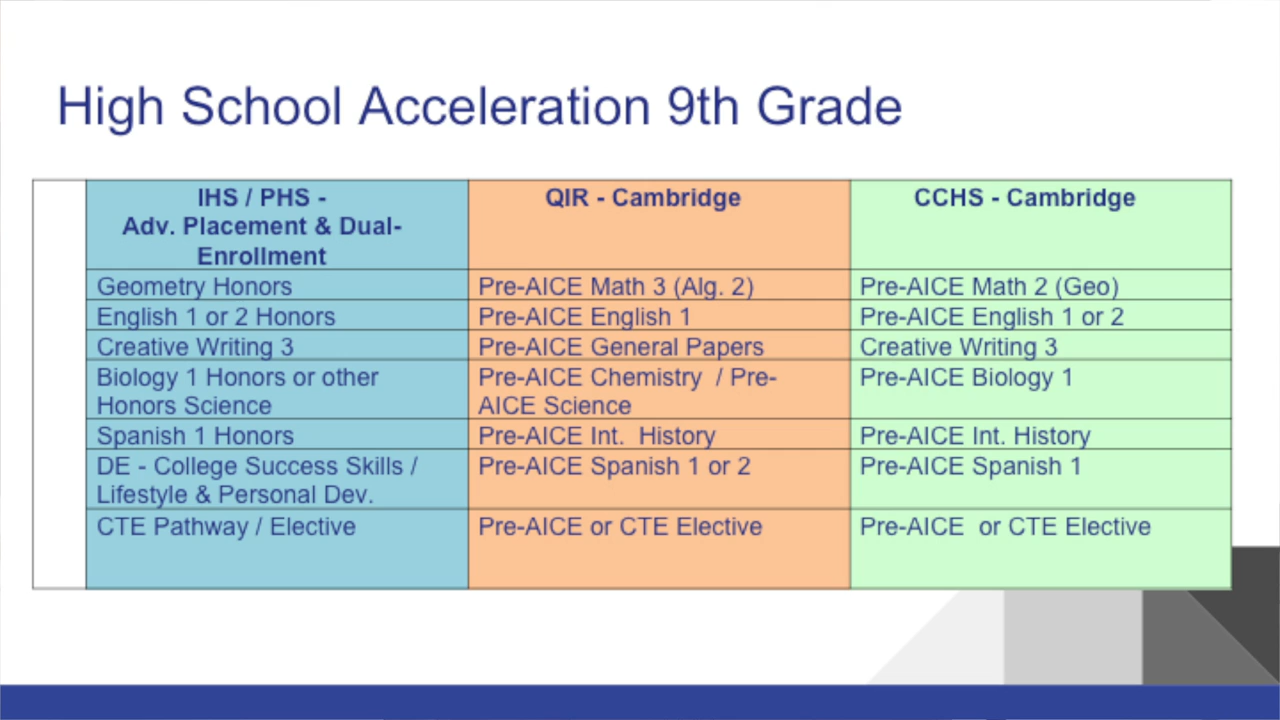 High School Acceleration 9th Grade
IHS / PHS -
Adv. Placement & Dual-
Enrollment
QIR - Cambridge
CCHS - Cambridge
Geometry Honors
Pre-AICE Math 3 (Alg. 2)
Pre-AICE Math 2 (Geo)
English 1 or 2 Honors
Pre-AICE English 1
Pre-AICE English 1 or 2
Creative Writing 3
Pre-AICE General Papers
Creative Writing 3
Biology 1 Honors or other
Honors Science
Pre-AICE Chemistry / Pre-
AICE Science
Pre-AICE Biology 1
Spanish 1 Honors
Pre-AICE Int. History
Pre-AICE Int. History
DE - College Success Skills /
Lifestyle & Personal Dev.
Pre-AICE Spanish 1 or 2
Pre-AICE Spanish 1
CTE Pathway / Elective
Pre-AICE or CTE Elective
Pre-AICE or CTE Elective